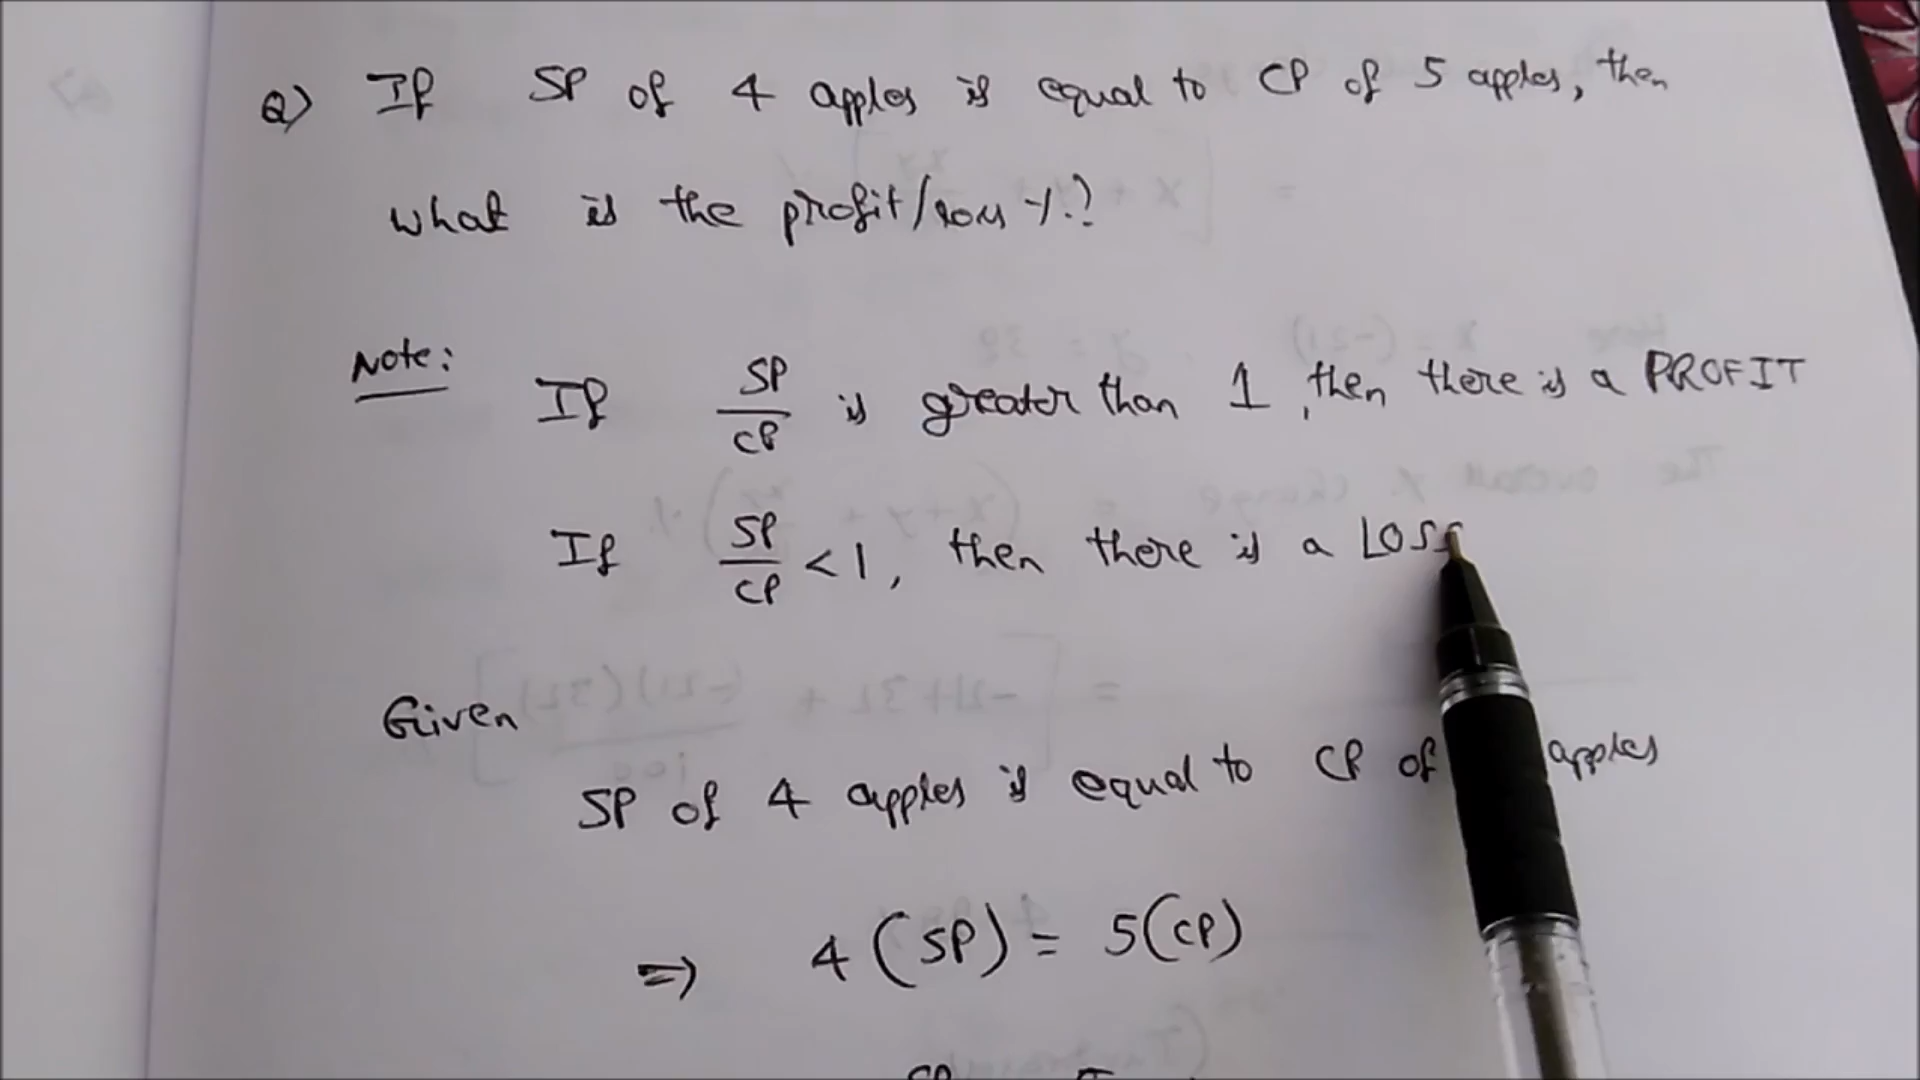 Q) If SP of 4 apples is equal to CP of 5 apples, then
what is the profit/loss %?
Note: If SP/CP is greater than 1, then there is a PROFIT
If SP/CP < 1, then there is a LOSS
Given
SP of 4 apples is equal to CP of apples
=> 4 (SP) = 5(CP)